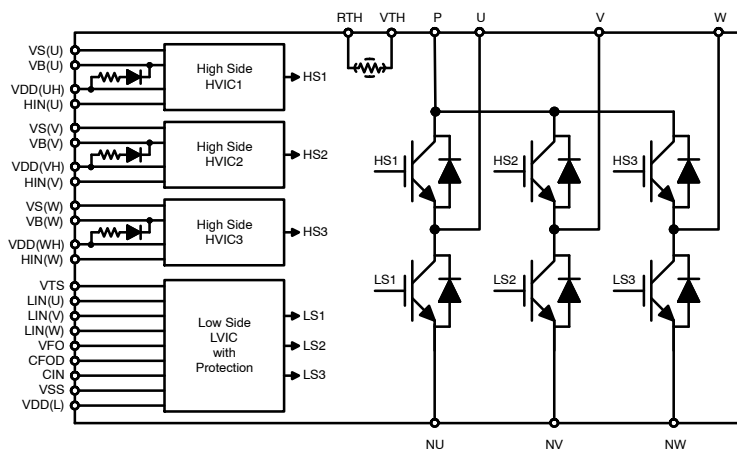 RTH VTH P U V W
VS(U)
VB(U)
VDD(UH)
HIN(U)
High Side
HVIC1
HS1
VS(V)
VB(V)
VDD(VH)
HIN(V)
High Side
HVIC2
HS2
VS(W)
VB(W)
VDD(WH)
HIN(W)
High Side
HVIC3
HS3
VTS
LIN(U)
LIN(V)
LIN(W)
VFO
CFOD
CIN
VSS
VDD(L)
Low Side
LVIC
with
Protection
LS1
LS2
LS3
HS1 HS2 HS3
LS1 LS2 LS3
NU NV NW